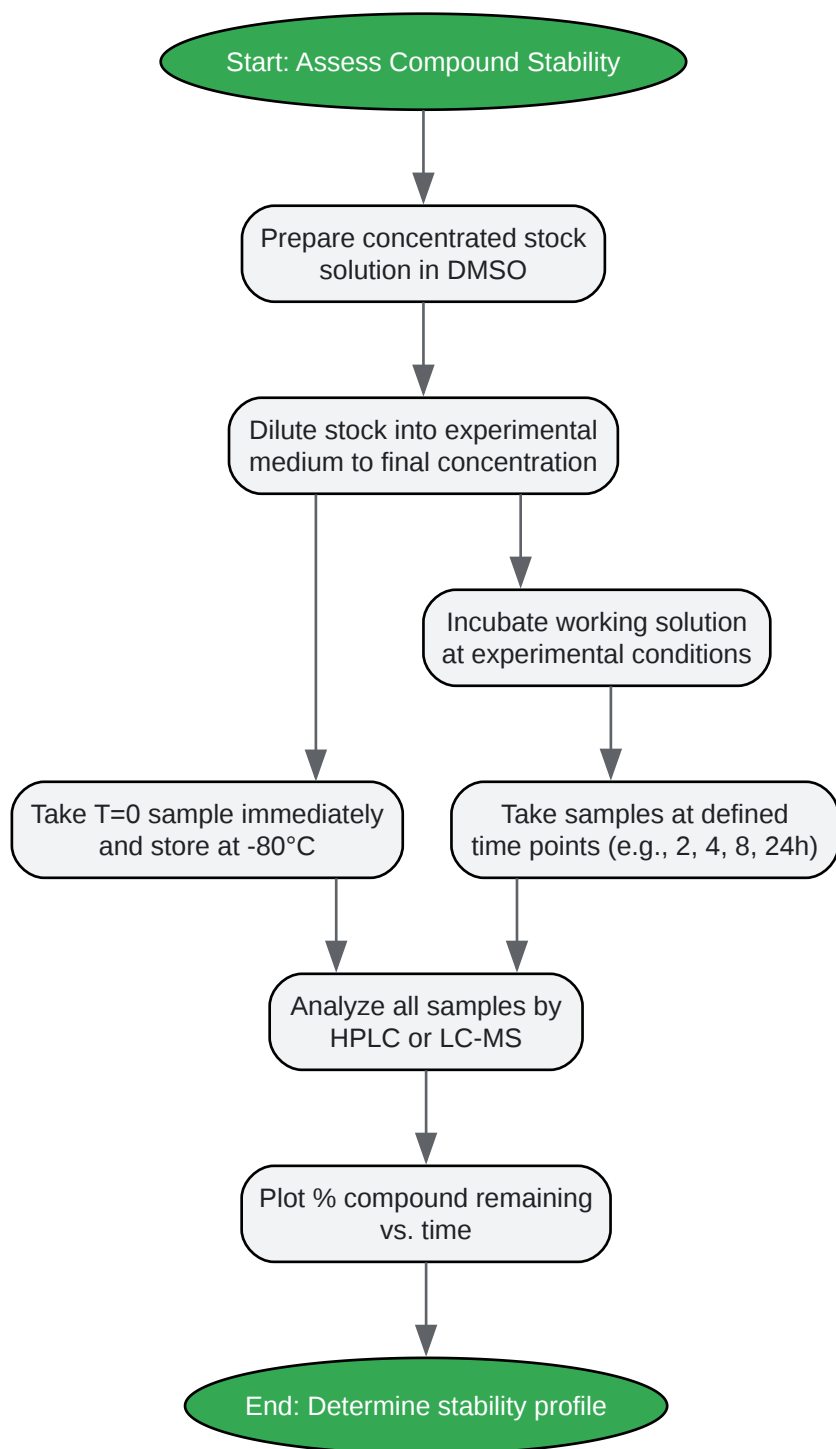 Start: Assess Compound Stability
Prepare concentrated stock
solution in DMSO
Dilute stock into experimental
medium to final concentration
Incubate working solution
at experimental conditions
Take T=0 sample immediately
and store at -80°C
Take samples at defined
time points (e.g., 2, 4, 8, 24h)
Analyze all samples by
HPLC or LC-MS
Plot % compound remaining
vs. time
End: Determine stability profile